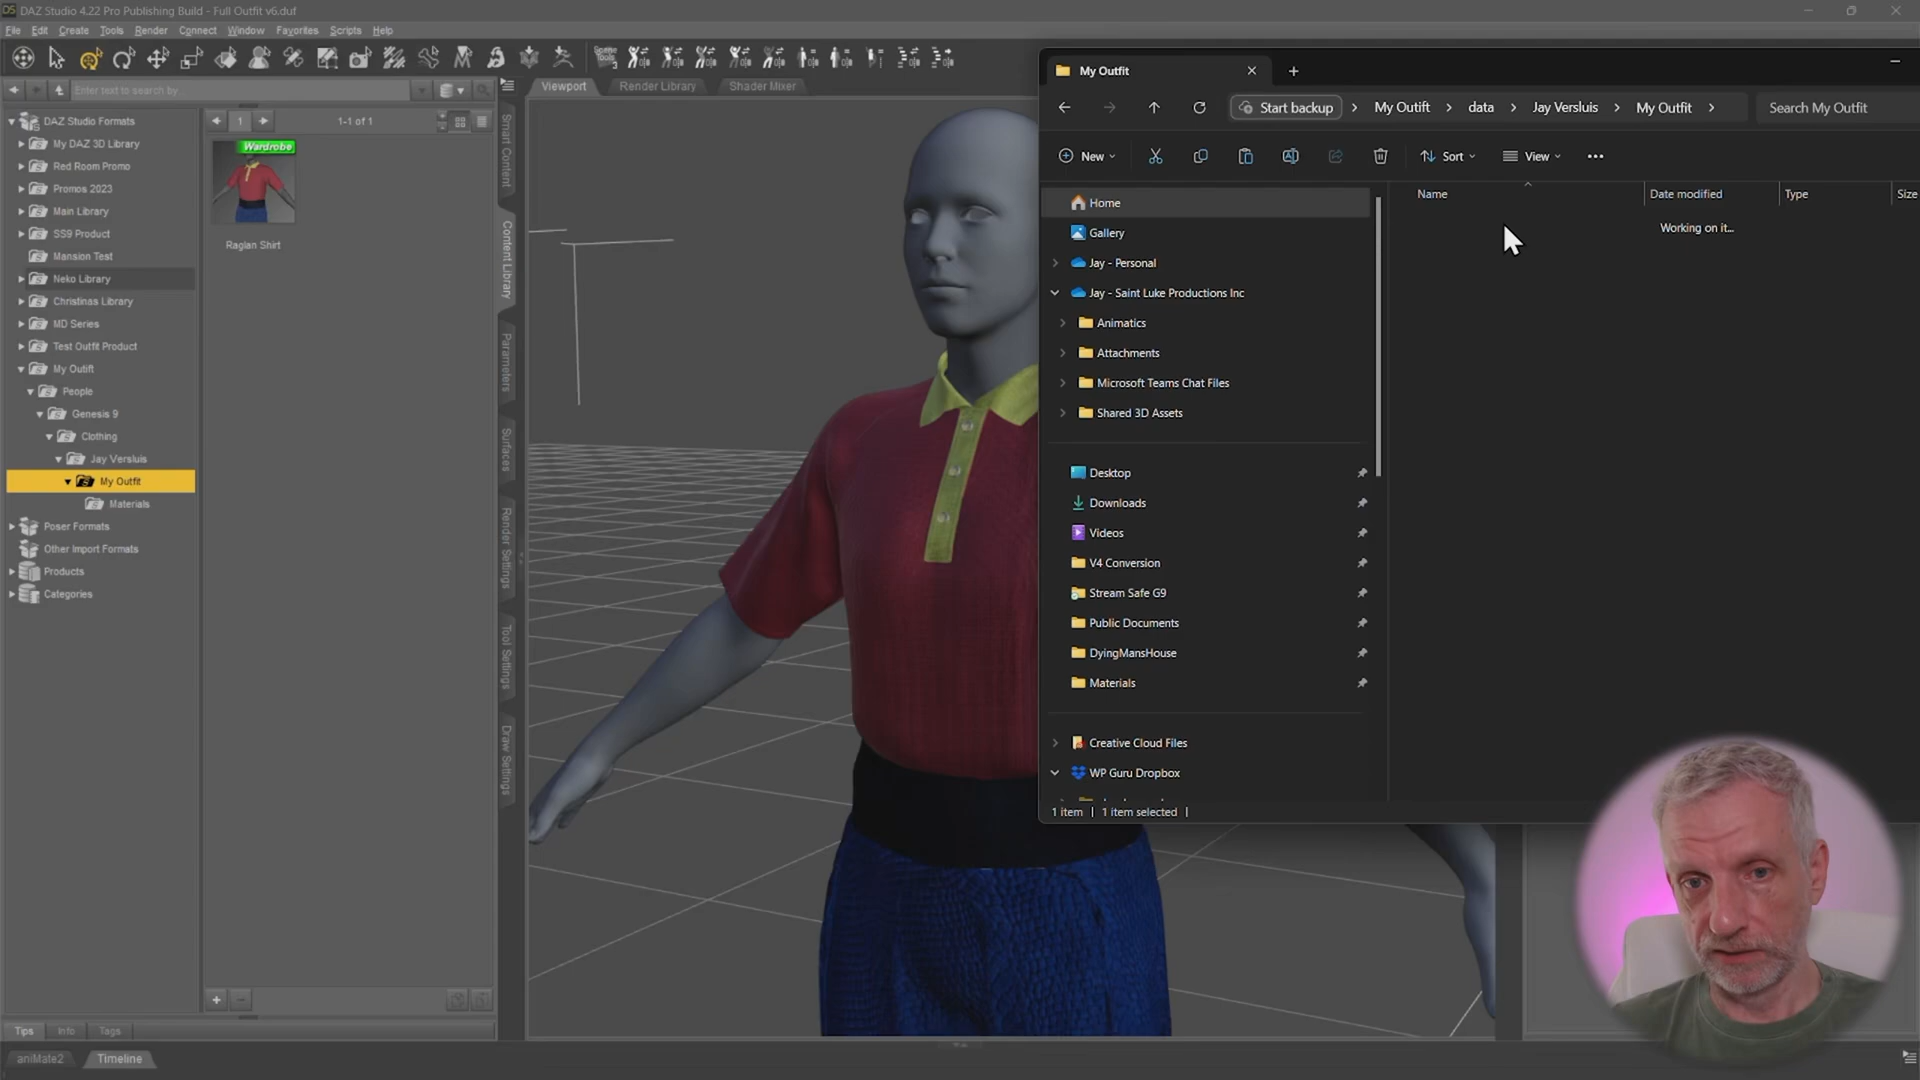 DAZ Studio 4.22 Pro Publishing Build - Full Outfit v6.duf
File Edit Create Tools Render Connect Window Favorites Scripts Help
Enter text to search by...
DAZ Studio Formats
My DAZ 3D Library
Red Room Promo
Promos 2023
Main Library
SS9 Product
Mansion Test
Neko Library
Christinas Library
MD Series
Test Outfit Product
My Outift
People
Genesis 9
Clothing
Jay Versluis
My Outfit
Materials
Poser Formats
Other Import Formats
Products
Categories
1
1-1 of 1
Wardrobe
Raglan Shirt
Smart Content
Content Library
Parameters
Surfaces
Render Settings
Tool Settings
Draw Settings
Viewport
Render Library
Shader Mixer
Tips
Info
Tags
aniMate2
Timeline
My Outfit
Start backup
My Outift
data
Jay Versluis
My Outfit
Search My Outfit
New
Sort
View
Name
Date modified
Type
Size
Working on it...
Home
Gallery
Jay - Personal
Jay - Saint Luke Productions Inc
Animatics
Attachments
Microsoft Teams Chat Files
Shared 3D Assets
Desktop
Downloads
Videos
V4 Conversion
Stream Safe G9
Public Documents
DyingMansHouse
Materials
Creative Cloud Files
WP Guru Dropbox
1 item
1 item selected